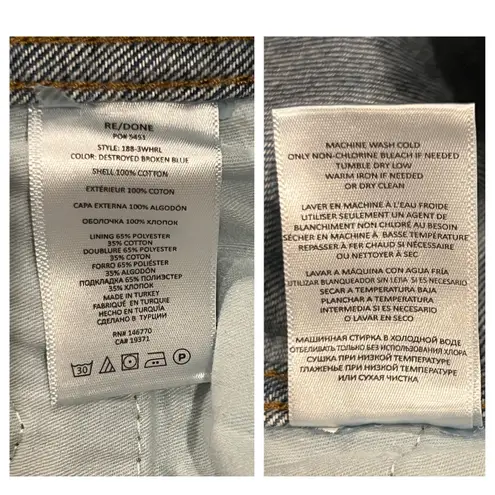 RE/DONE
PO# 5453
STYLE: 188-3WHRL
COLOR: DESTROYED BROKEN BLUE
SHELL 100% COTTON
EXTÉRIEUR 100% COTON
CAPA EXTERNA 100% ALGODÓN
ОБОЛОЧКА 100% ХЛОПОК
LINING 65% POLYESTER
35% COTTON
DOUBLURE 65% POLYESTER
35% COTON
FORRO 65% POLIÉSTER
35% ALGODÓN
ПОДКЛАДКА 65% ПОЛИЭСТЕР
35% ХЛОПОК
MADE IN TURKEY
FABRIQUÉ EN TURQUIE
HECHO EN TURQUÍA
СДЕЛАНО В ТУРЦИИ
RN# 146770
CA# 19371
30
P
MACHINE WASH COLD
ONLY NON-CHLORINE BLEACH IF NEEDED
TUMBLE DRY LOW
WARM IRON IF NEEDED
OR DRY CLEAN
LAVER EN MACHINE À L'EAU FROIDE
UTILISER SEULEMENT UN AGENT DE
BLANCHIMENT NON CHLORÉ AU BESOIN
SÉCHER EN MACHINE À BASSE TEMPÉRATURE
REPASSER À FER CHAUD SI NÉCESSAIRE
OU NETTOYER À SEC
LAVAR A MÁQUINA CON AGUA FRÍA
UTILIZAR BLANQUEADOR SIN LEJÍA SI ES NECESARIO
SECAR A TEMPERATURA BAJA
PLANCHAR A TEMPERATURA
INTERMEDIA SI ES NECESARIO
O LAVAR EN SECO
МАШИННАЯ СТИРКА В ХОЛОДНОЙ ВОДЕ
ОТБЕЛИВАТЬ ТОЛЬКО БЕЗ ИСПОЛЬЗОВАНИЯ ХЛОРА
СУШКА ПРИ НИЗКОЙ ТЕМПЕРАТУРЕ
ГЛАЖЕНЬЕ ПРИ НИЗКОЙ ТЕМПЕРАТУРЕ
ИЛИ СУХАЯ ЧИСТКА